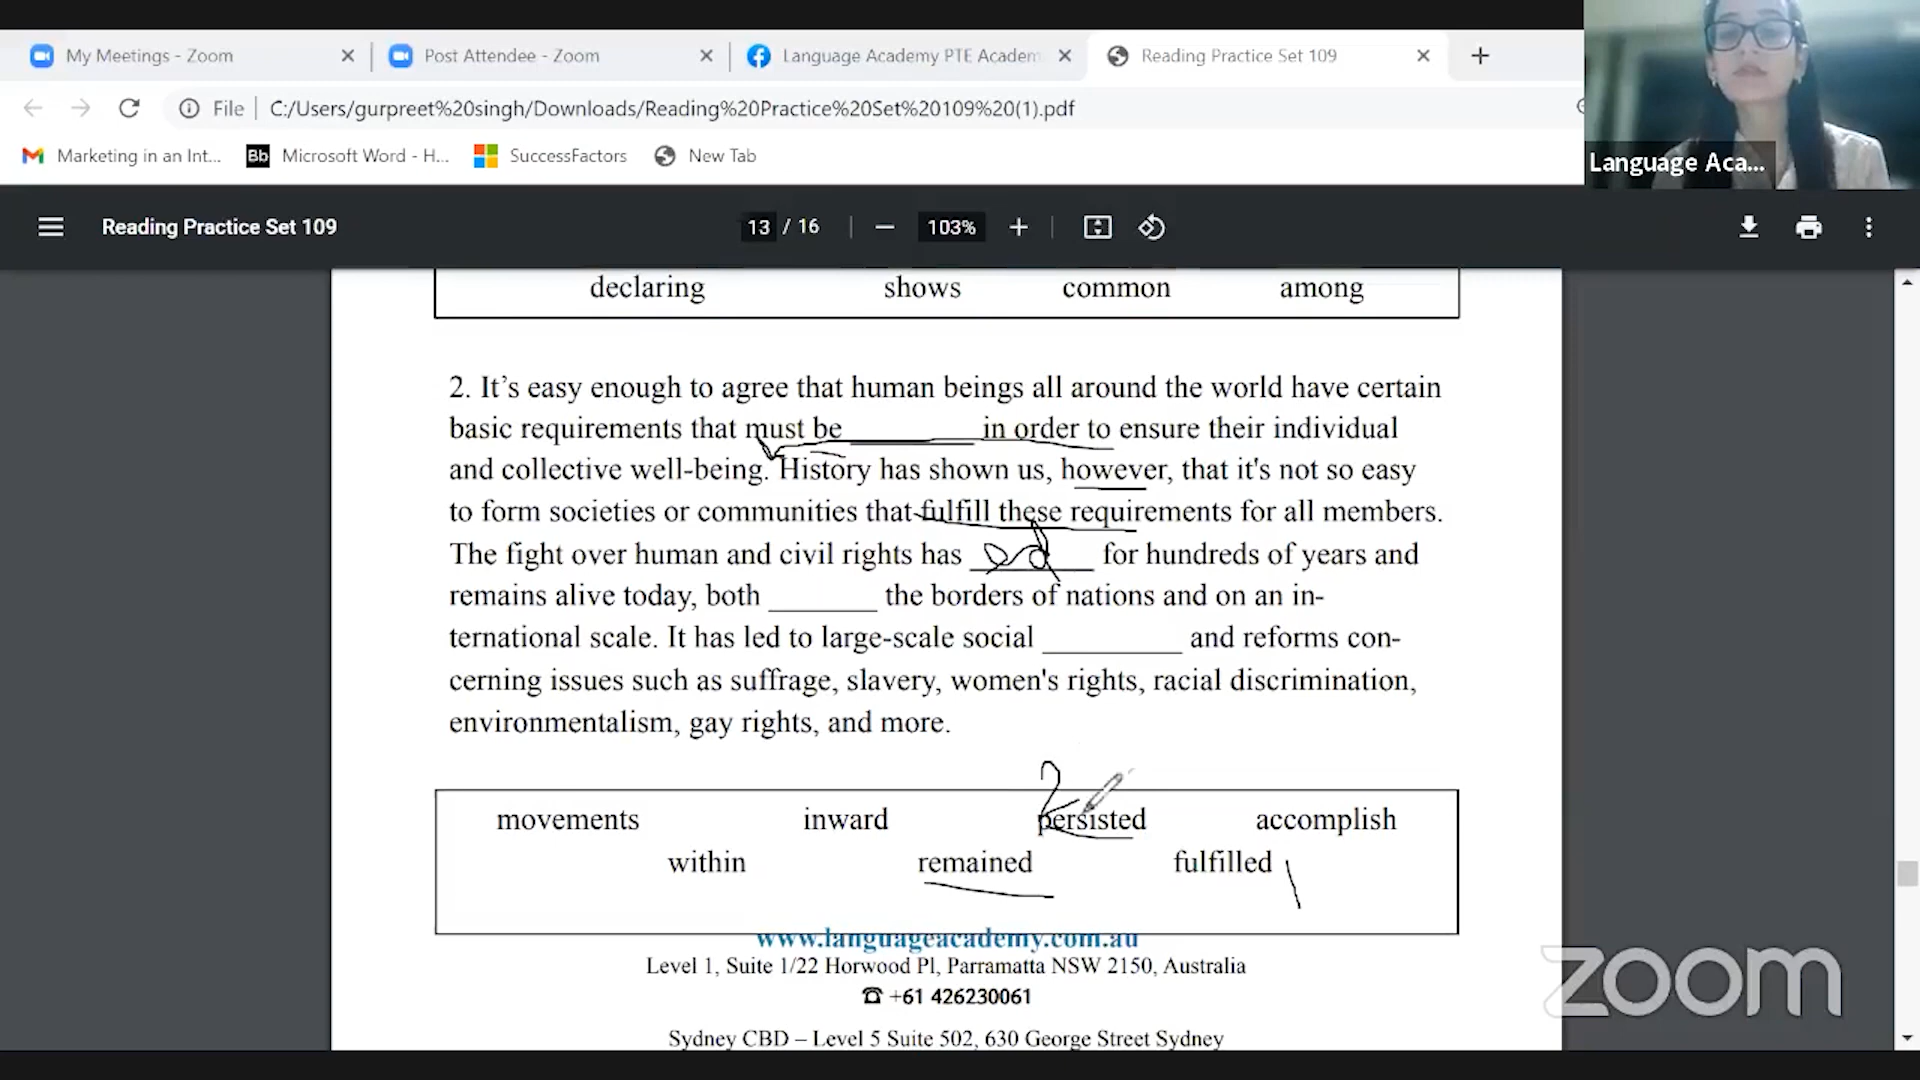 My Meetings - Zoom
Post Attendee - Zoom
Language Academy PTE Academ
Reading Practice Set 109
File C:/Users/gurpreet%20singh/Downloads/Reading%20Practice%20Set%20109%20(1).pdf
Marketing in an Int...
Bb Microsoft Word - H...
SuccessFactors
New Tab
Language Aca...
Reading Practice Set 109
13 / 16
103%
declaring shows common among
2. It’s easy enough to agree that human beings all around the world have certain
basic requirements that must be ________ in order to ensure their individual
and collective well-being. History has shown us, however, that it's not so easy
to form societies or communities that fulfill these requirements for all members.
The fight over human and civil rights has ________ for hundreds of years and
remains alive today, both _______ the borders of nations and on an in-
ternational scale. It has led to large-scale social _________ and reforms con-
cerning issues such as suffrage, slavery, women's rights, racial discrimination,
environmentalism, gay rights, and more.
2
movements inward persisted accomplish
within remained fulfilled 1
www.languageacademy.com.au
Level 1, Suite 1/22 Horwood Pl, Parramatta NSW 2150, Australia
☎ +61 426230061
Sydney CBD – Level 5 Suite 502, 630 George Street Sydney
zoom